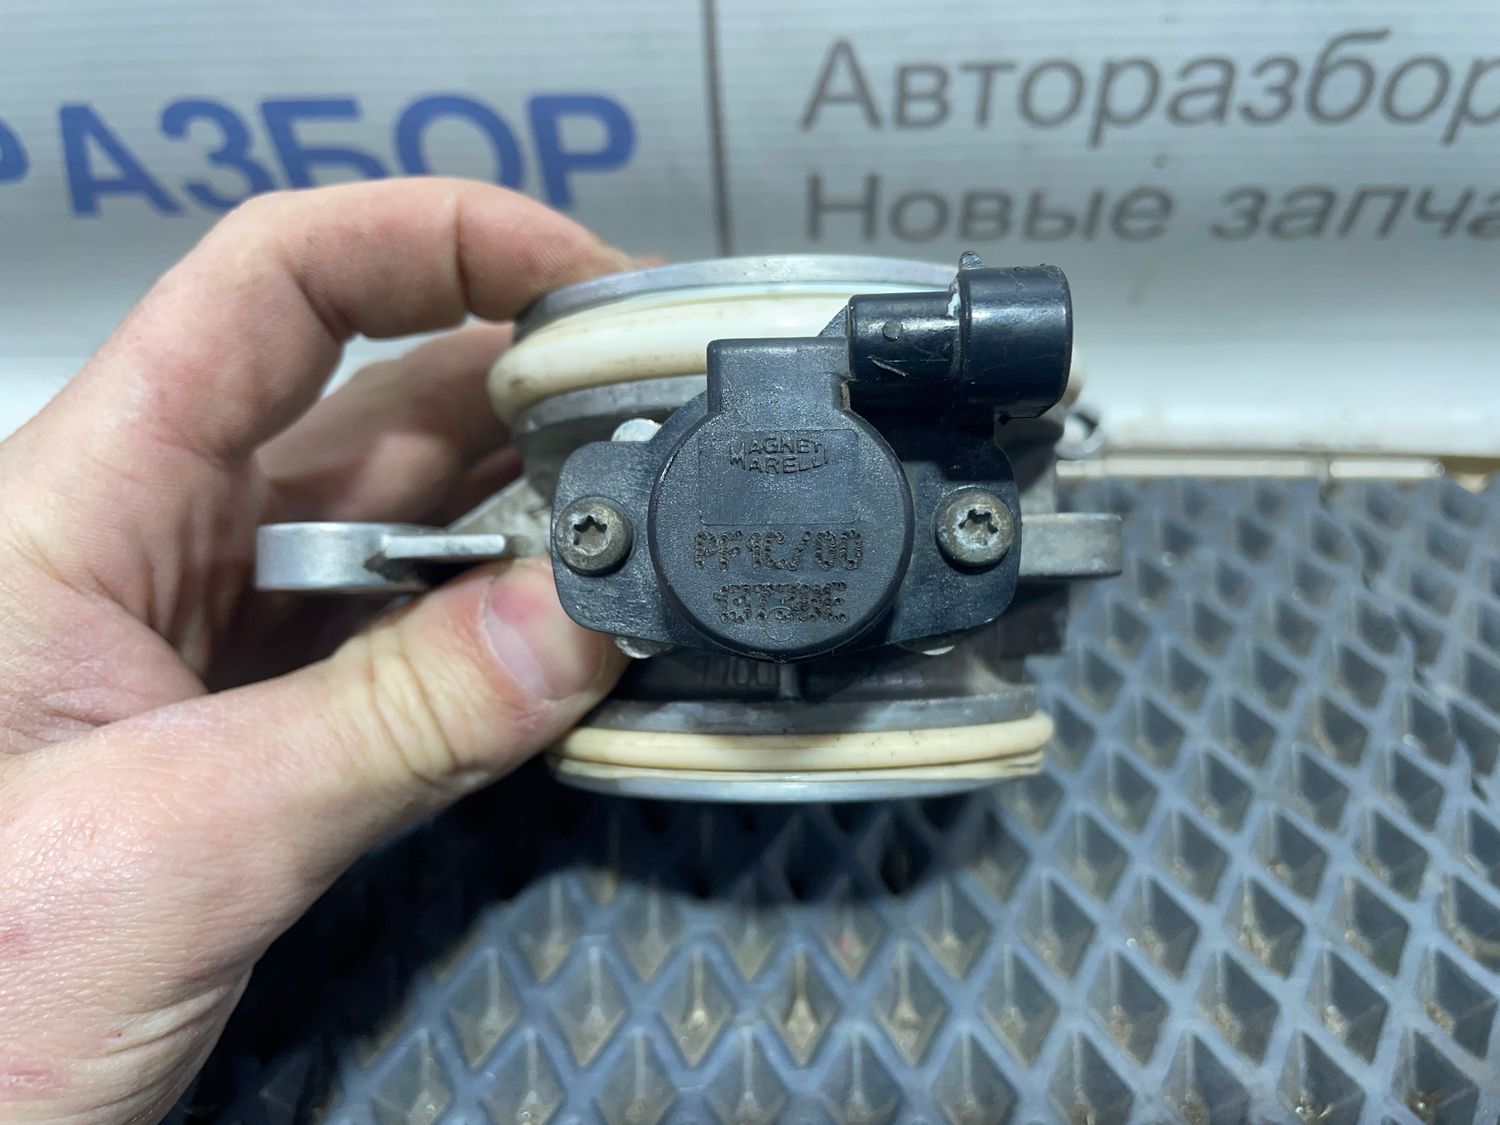 РАЗБОР
Авторазбор
Новые запча
MAGNETI
MARELLI
PF1C/00